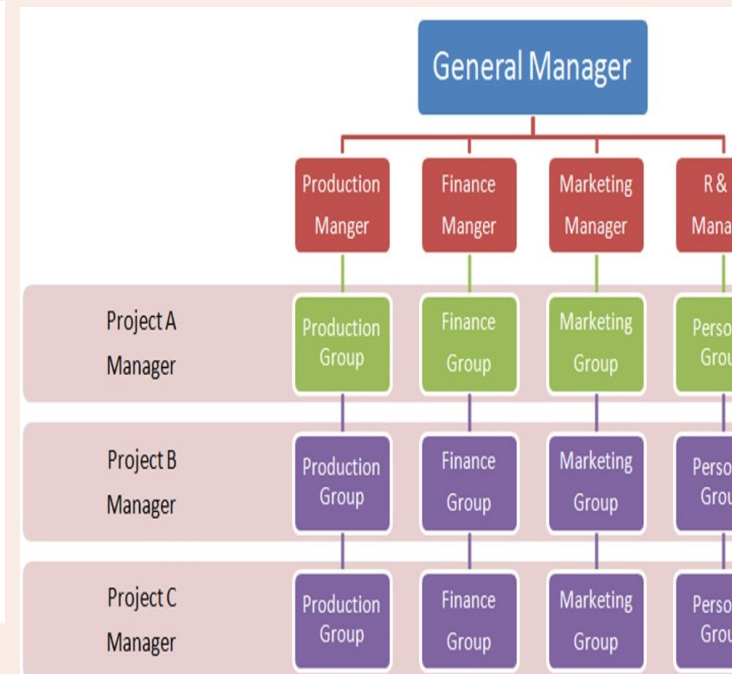 General Manager
Production
Manger
Finance
Manger
Marketing
Manager
R &
Project A
Manager
Production
Group
Finance
Group
Marketing
Group
Project B
Manager
Production
Group
Finance
Group
Marketing
Group
Project C
Manager
Production
Group
Finance
Group
Marketing
Group